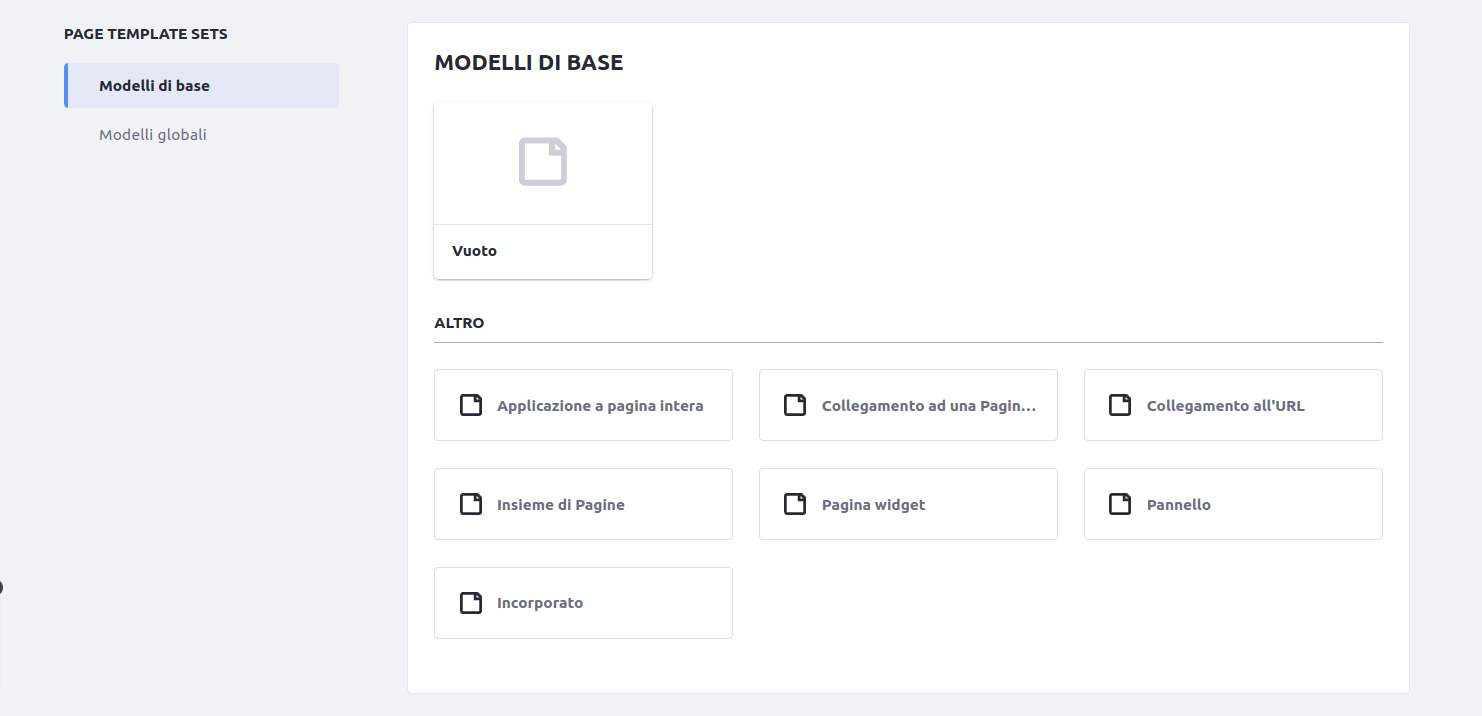 PAGE TEMPLATE SETS
Modelli di base
Modelli globali
MODELLI DI BASE
Vuoto
ALTRO
Applicazione a pagina intera
Collegamento ad una Pagin...
Collegamento all'URL
Insieme di Pagine
Pagina widget
Pannello
Incorporato